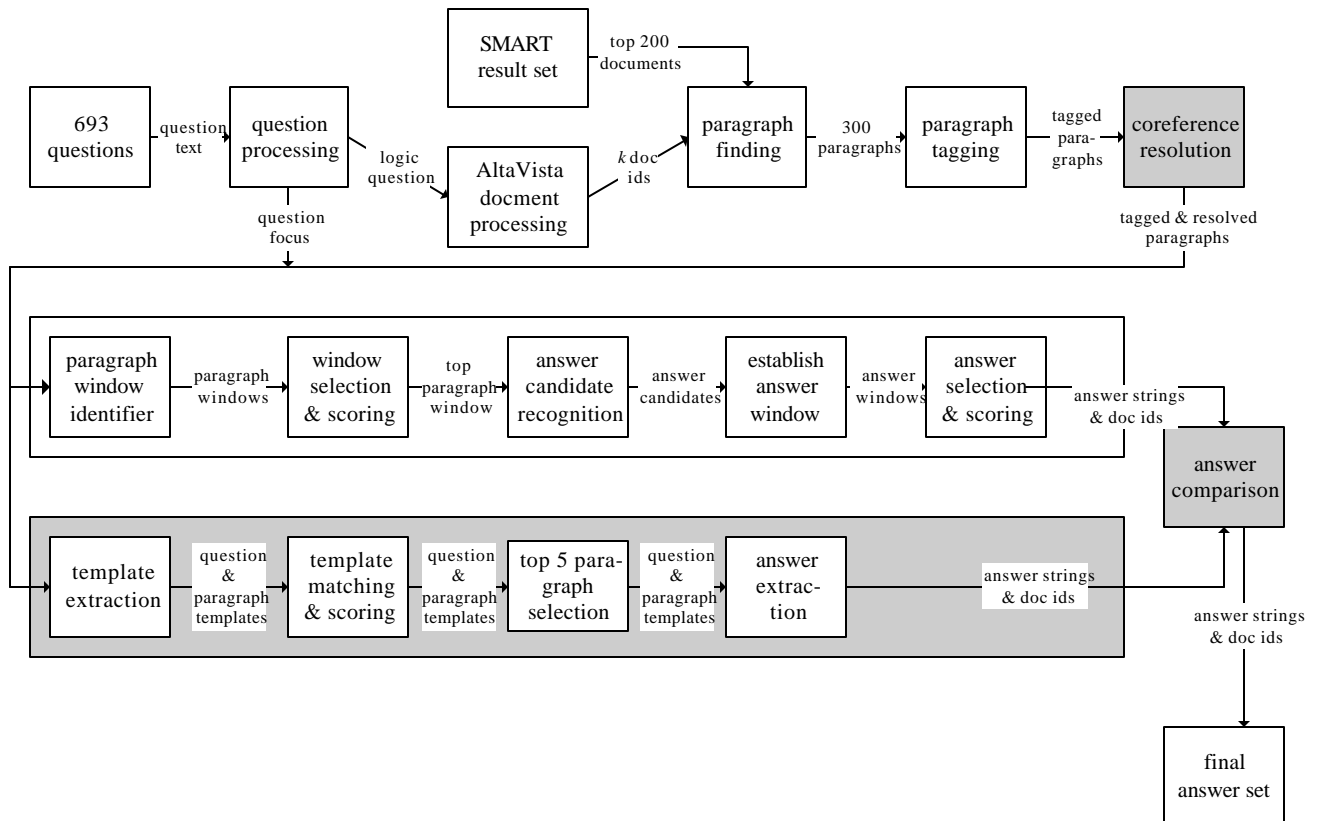 SMART
result set
top 200
documents
693
questions
question
text
question
processing
logic
question
AltaVista
docment
processing
k doc
ids
paragraph
finding
300
paragraphs
paragraph
tagging
tagged
para-
graphs
coreference
resolution
question
focus
tagged & resolved
paragraphs
paragraph
window
identifier
paragraph
windows
window
selection
& scoring
top
paragraph
window
answer
candidate
recognition
answer
candidates
establish
answer
window
answer
windows
answer
selection
& scoring
answer strings
& doc ids
answer
comparison
template
extraction
question
&
paragraph
templates
template
matching
& scoring
question
&
paragraph
templates
top 5 para-
graph
selection
question
&
paragraph
templates
answer
extrac-
tion
answer strings
& doc ids
answer strings
& doc ids
final
answer set